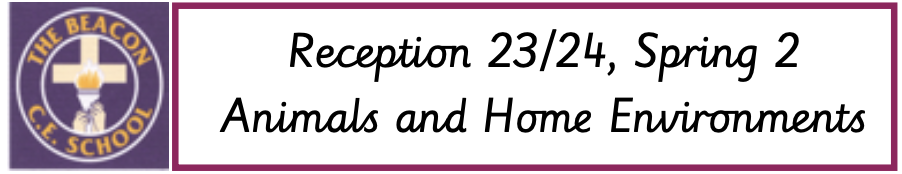 THE BEACON
C.E. SCHOOL
Reception 23/24, Spring 2
Animals and Home Environments